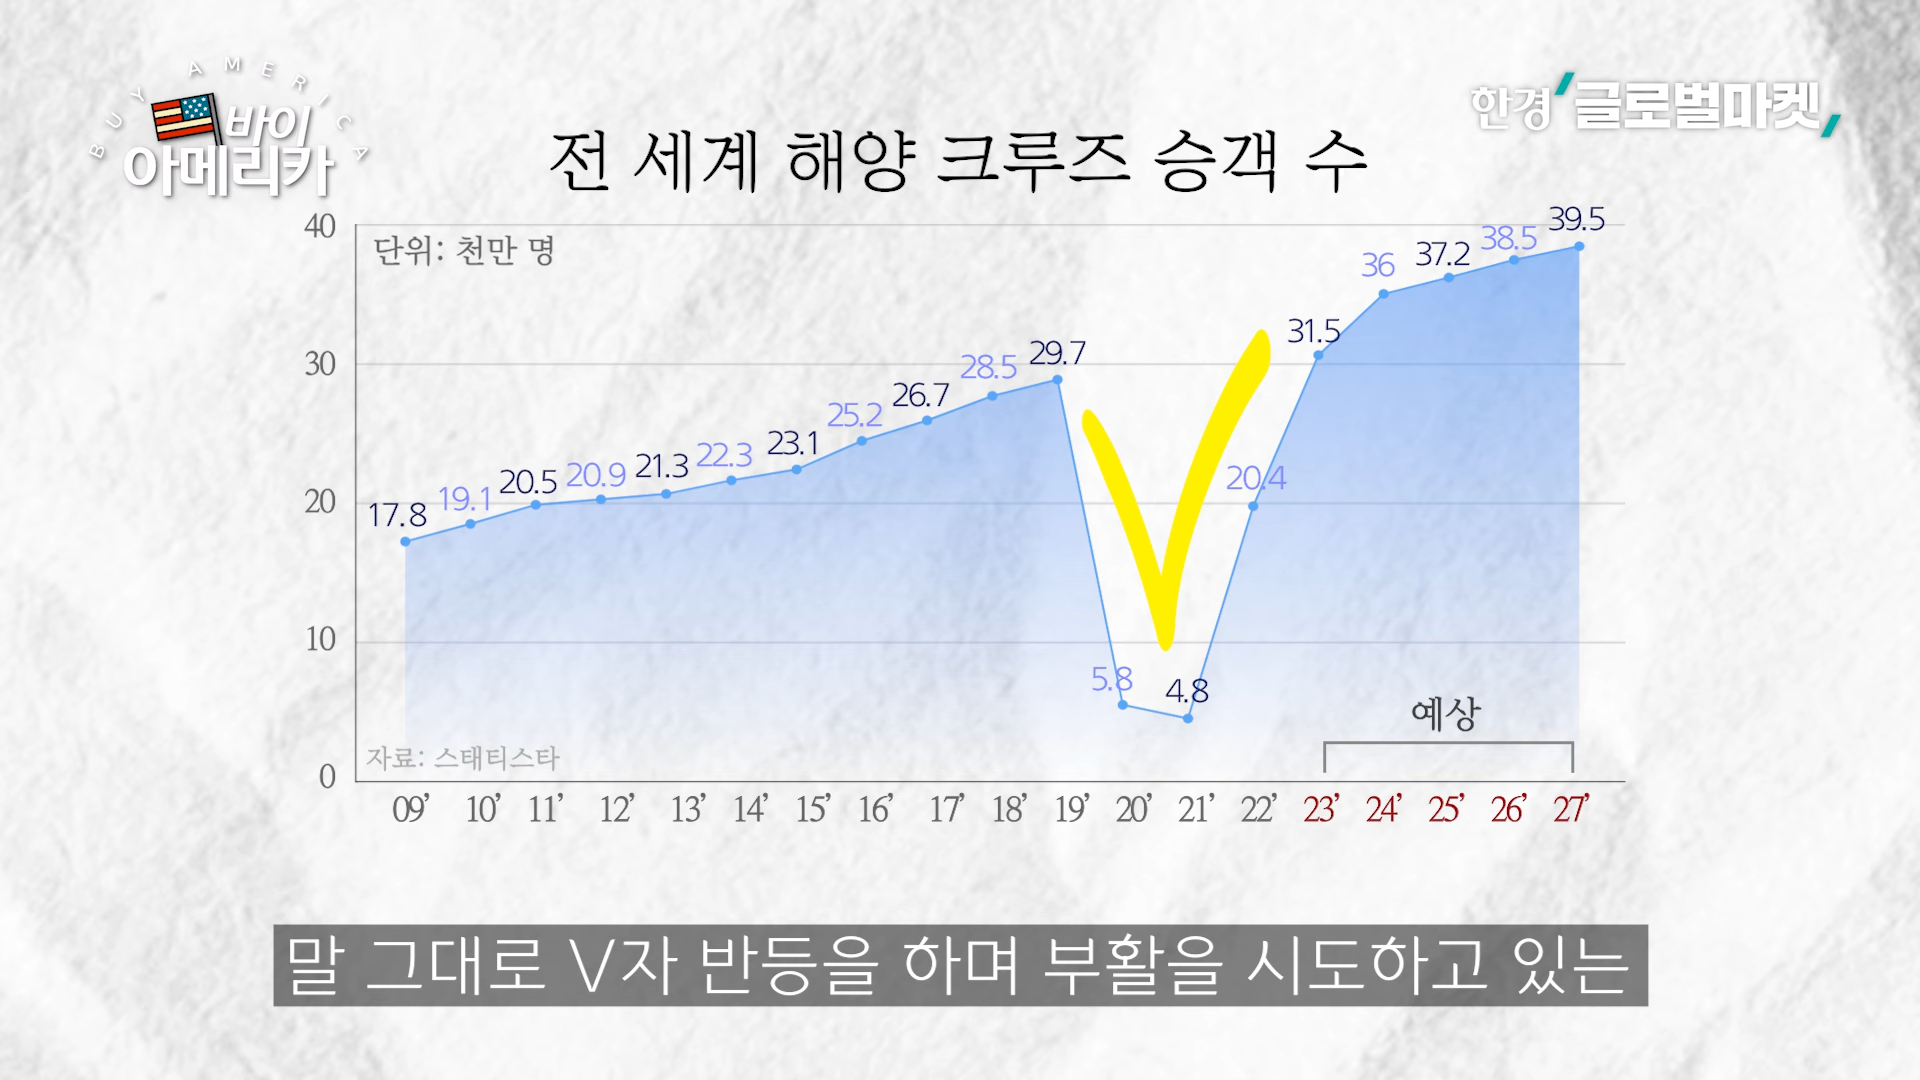 BUY AMERICA
바이
아메리카
한경 글로벌마켓
전 세계 해양 크루즈 승객 수
단위: 천만 명
40
30
20
10
0
17.8 19.1 20.5 20.9 21.3 22.3 23.1 25.2 26.7 28.5 29.7 5.8 4.8 20.4 31.5 36 37.2 38.5 39.5
예상
자료: 스태티스타
09’ 10’ 11’ 12’ 13’ 14’ 15’ 16’ 17’ 18’ 19’ 20’ 21’ 22’ 23’ 24’ 25’ 26’ 27’
말 그대로 V자 반등을 하며 부활을 시도하고 있는